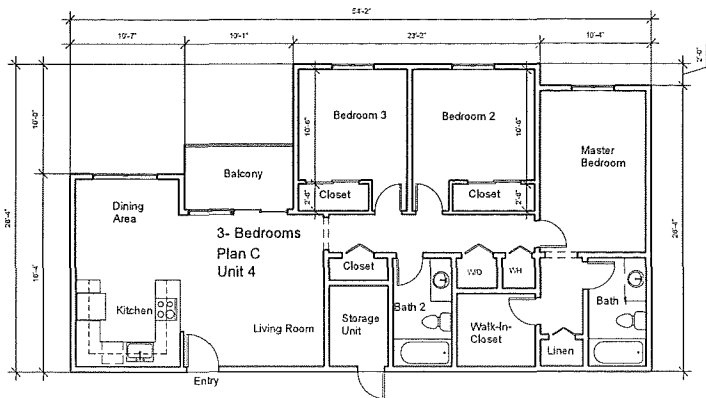 54'-2"
10'-7"
10'-1"
23'-2"
10'-4"
2'-0"
Bedroom 3
Bedroom 2
10'-6"
10'-6"
10'-0"
Master
Bedroom
Balcony
Closet
Closet
2'-6"
2'-6"
Dining
Area
3- Bedrooms
Plan C
Unit 4
28'-4"
26'-4"
18'-4"
Closet
W/D
WH
Kitchen
Living Room
Storage
Unit
Bath 2
Walk-In-
Closet
Bath 1
Linen
Entry